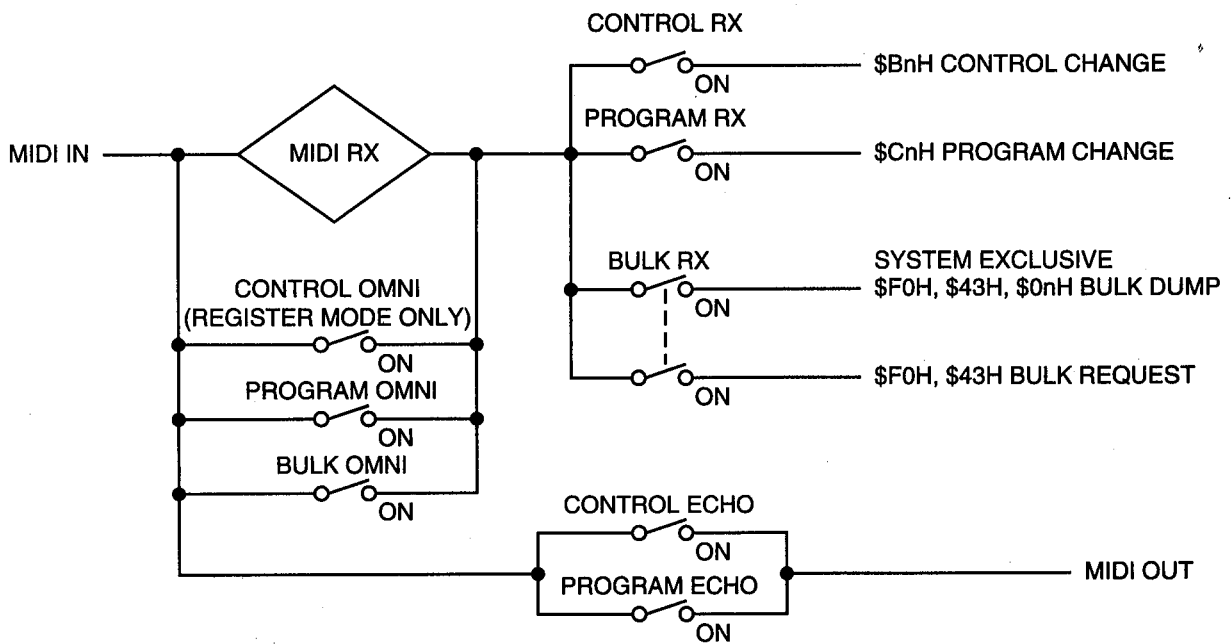 CONTROL RX
ON
$BnH CONTROL CHANGE
PROGRAM RX
MIDI IN
MIDI RX
ON
$CnH PROGRAM CHANGE
BULK RX
ON
SYSTEM EXCLUSIVE
$F0H, $43H, $0nH BULK DUMP
CONTROL OMNI
(REGISTER MODE ONLY)
ON
ON
$F0H, $43H BULK REQUEST
PROGRAM OMNI
ON
BULK OMNI
ON
CONTROL ECHO
ON
PROGRAM ECHO
ON
MIDI OUT